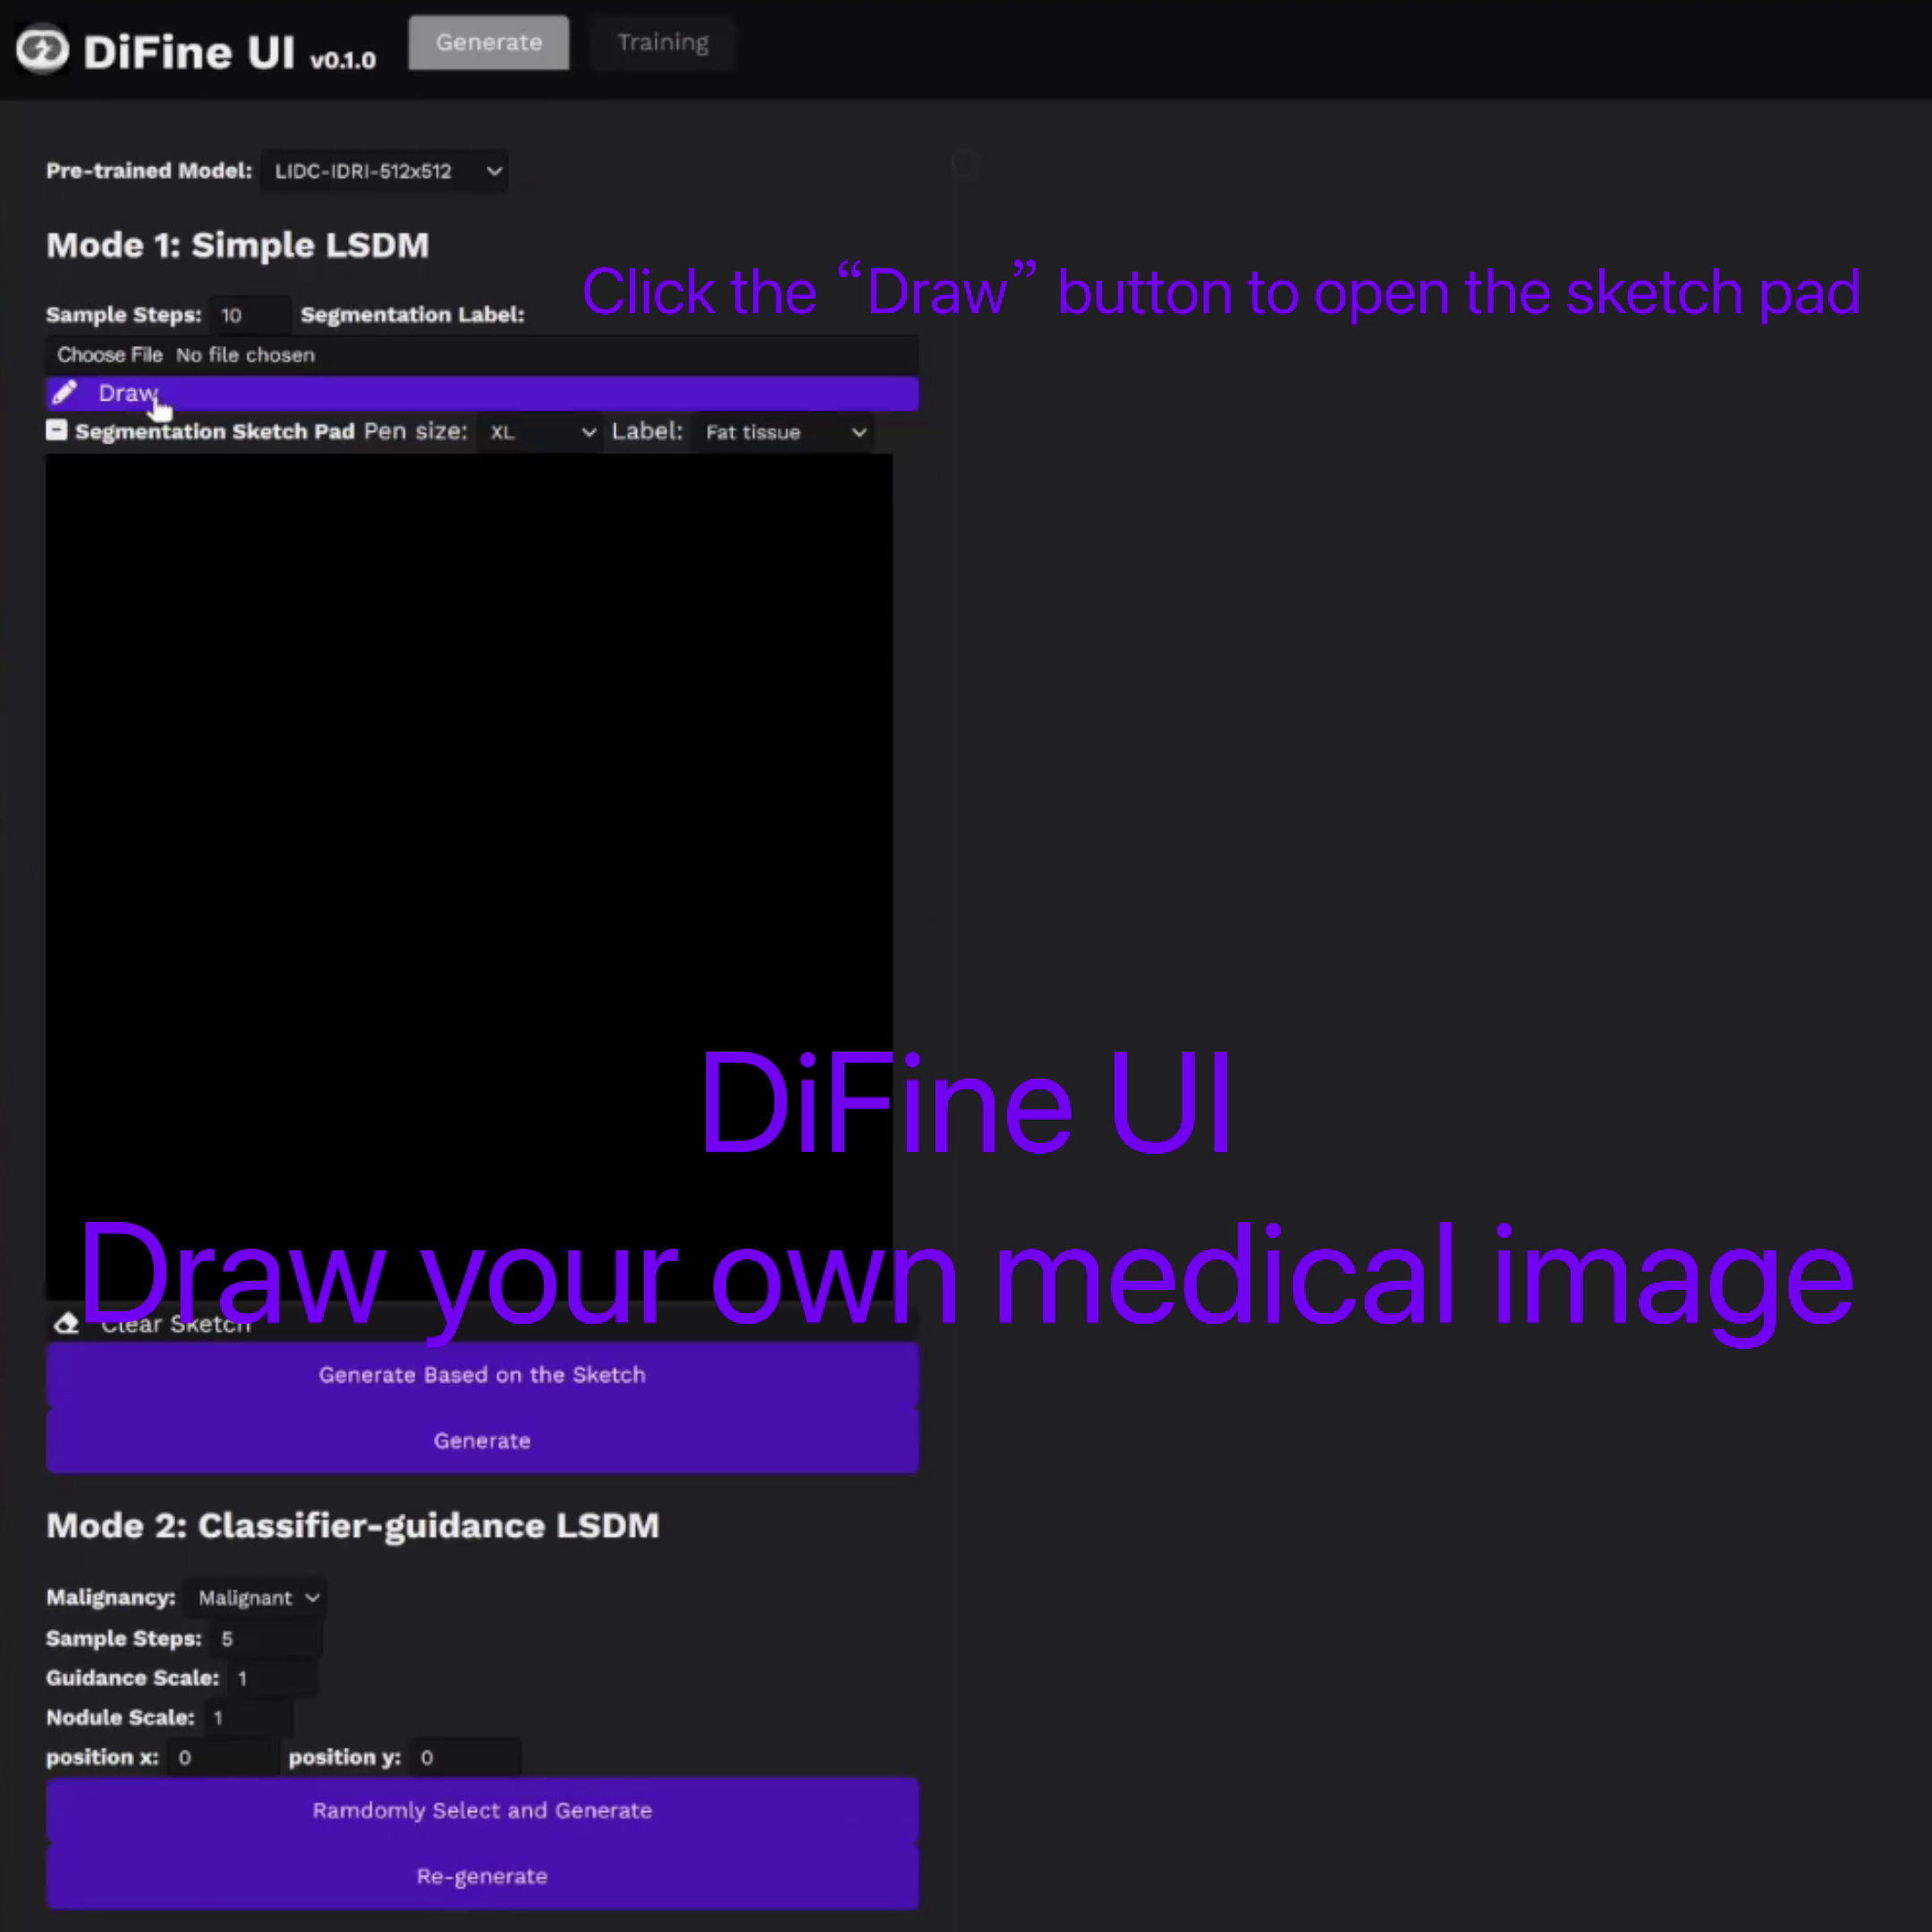 DiFine UI v0.1.0 Generate Training
Pre-trained Model: LIDC-IDRI-512x512
Mode 1: Simple LSDM
Click the “Draw” button to open the sketch pad
Sample Steps: 10 Segmentation Label:
Choose File No file chosen
Draw
Segmentation Sketch Pad Pen size: XL Label: Fat tissue
DiFine UI
Draw your own medical image
Clear Sketch
Generate Based on the Sketch
Generate
Mode 2: Classifier-guidance LSDM
Malignancy: Malignant
Sample Steps: 5
Guidance Scale: 1
Nodule Scale: 1
position x: 0 position y: 0
Ramdomly Select and Generate
Re-generate